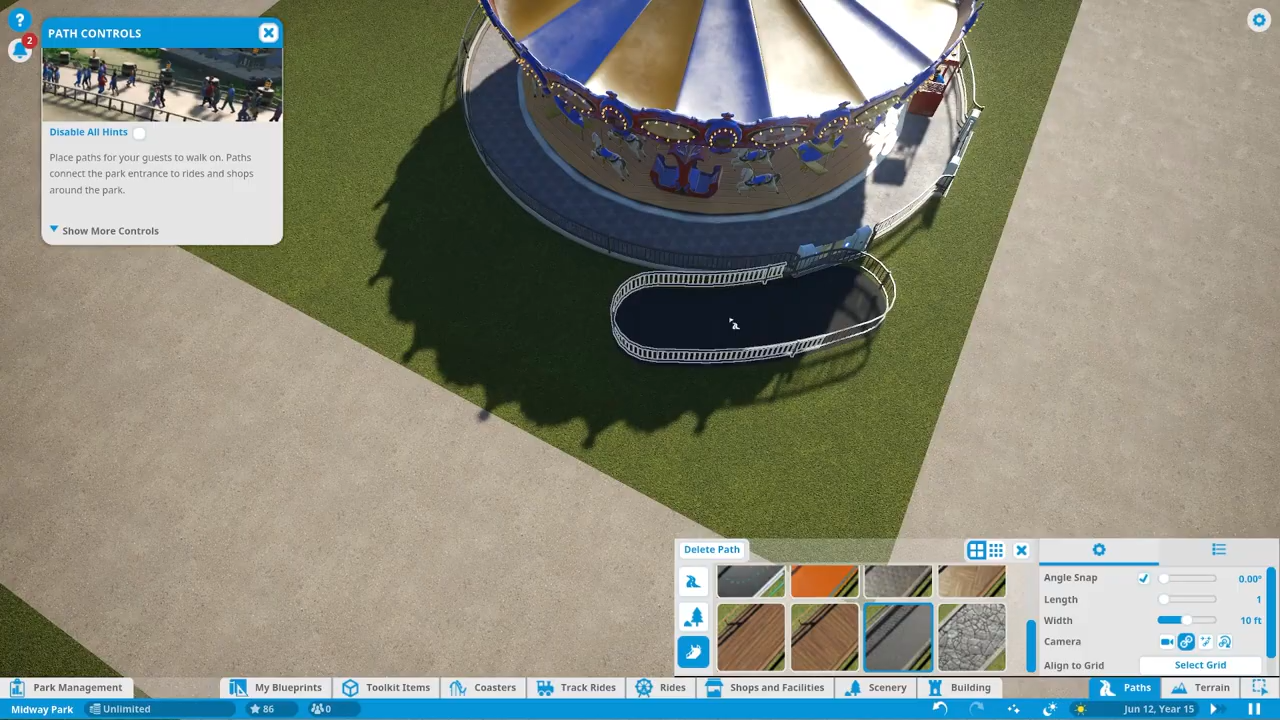 ?
2
PATH CONTROLS
Disable All Hints
Place paths for your guests to walk on. Paths
connect the park entrance to rides and shops
around the park.
Show More Controls
Delete Path
Angle Snap
0.00°
Length
1
Width
10 ft
Camera
Align to Grid
Select Grid
Park Management
My Blueprints
Toolkit Items
Coasters
Track Rides
Rides
Shops and Facilities
Scenery
Building
Paths
Terrain
Midway Park
Unlimited
86
0
Jun 12, Year 15